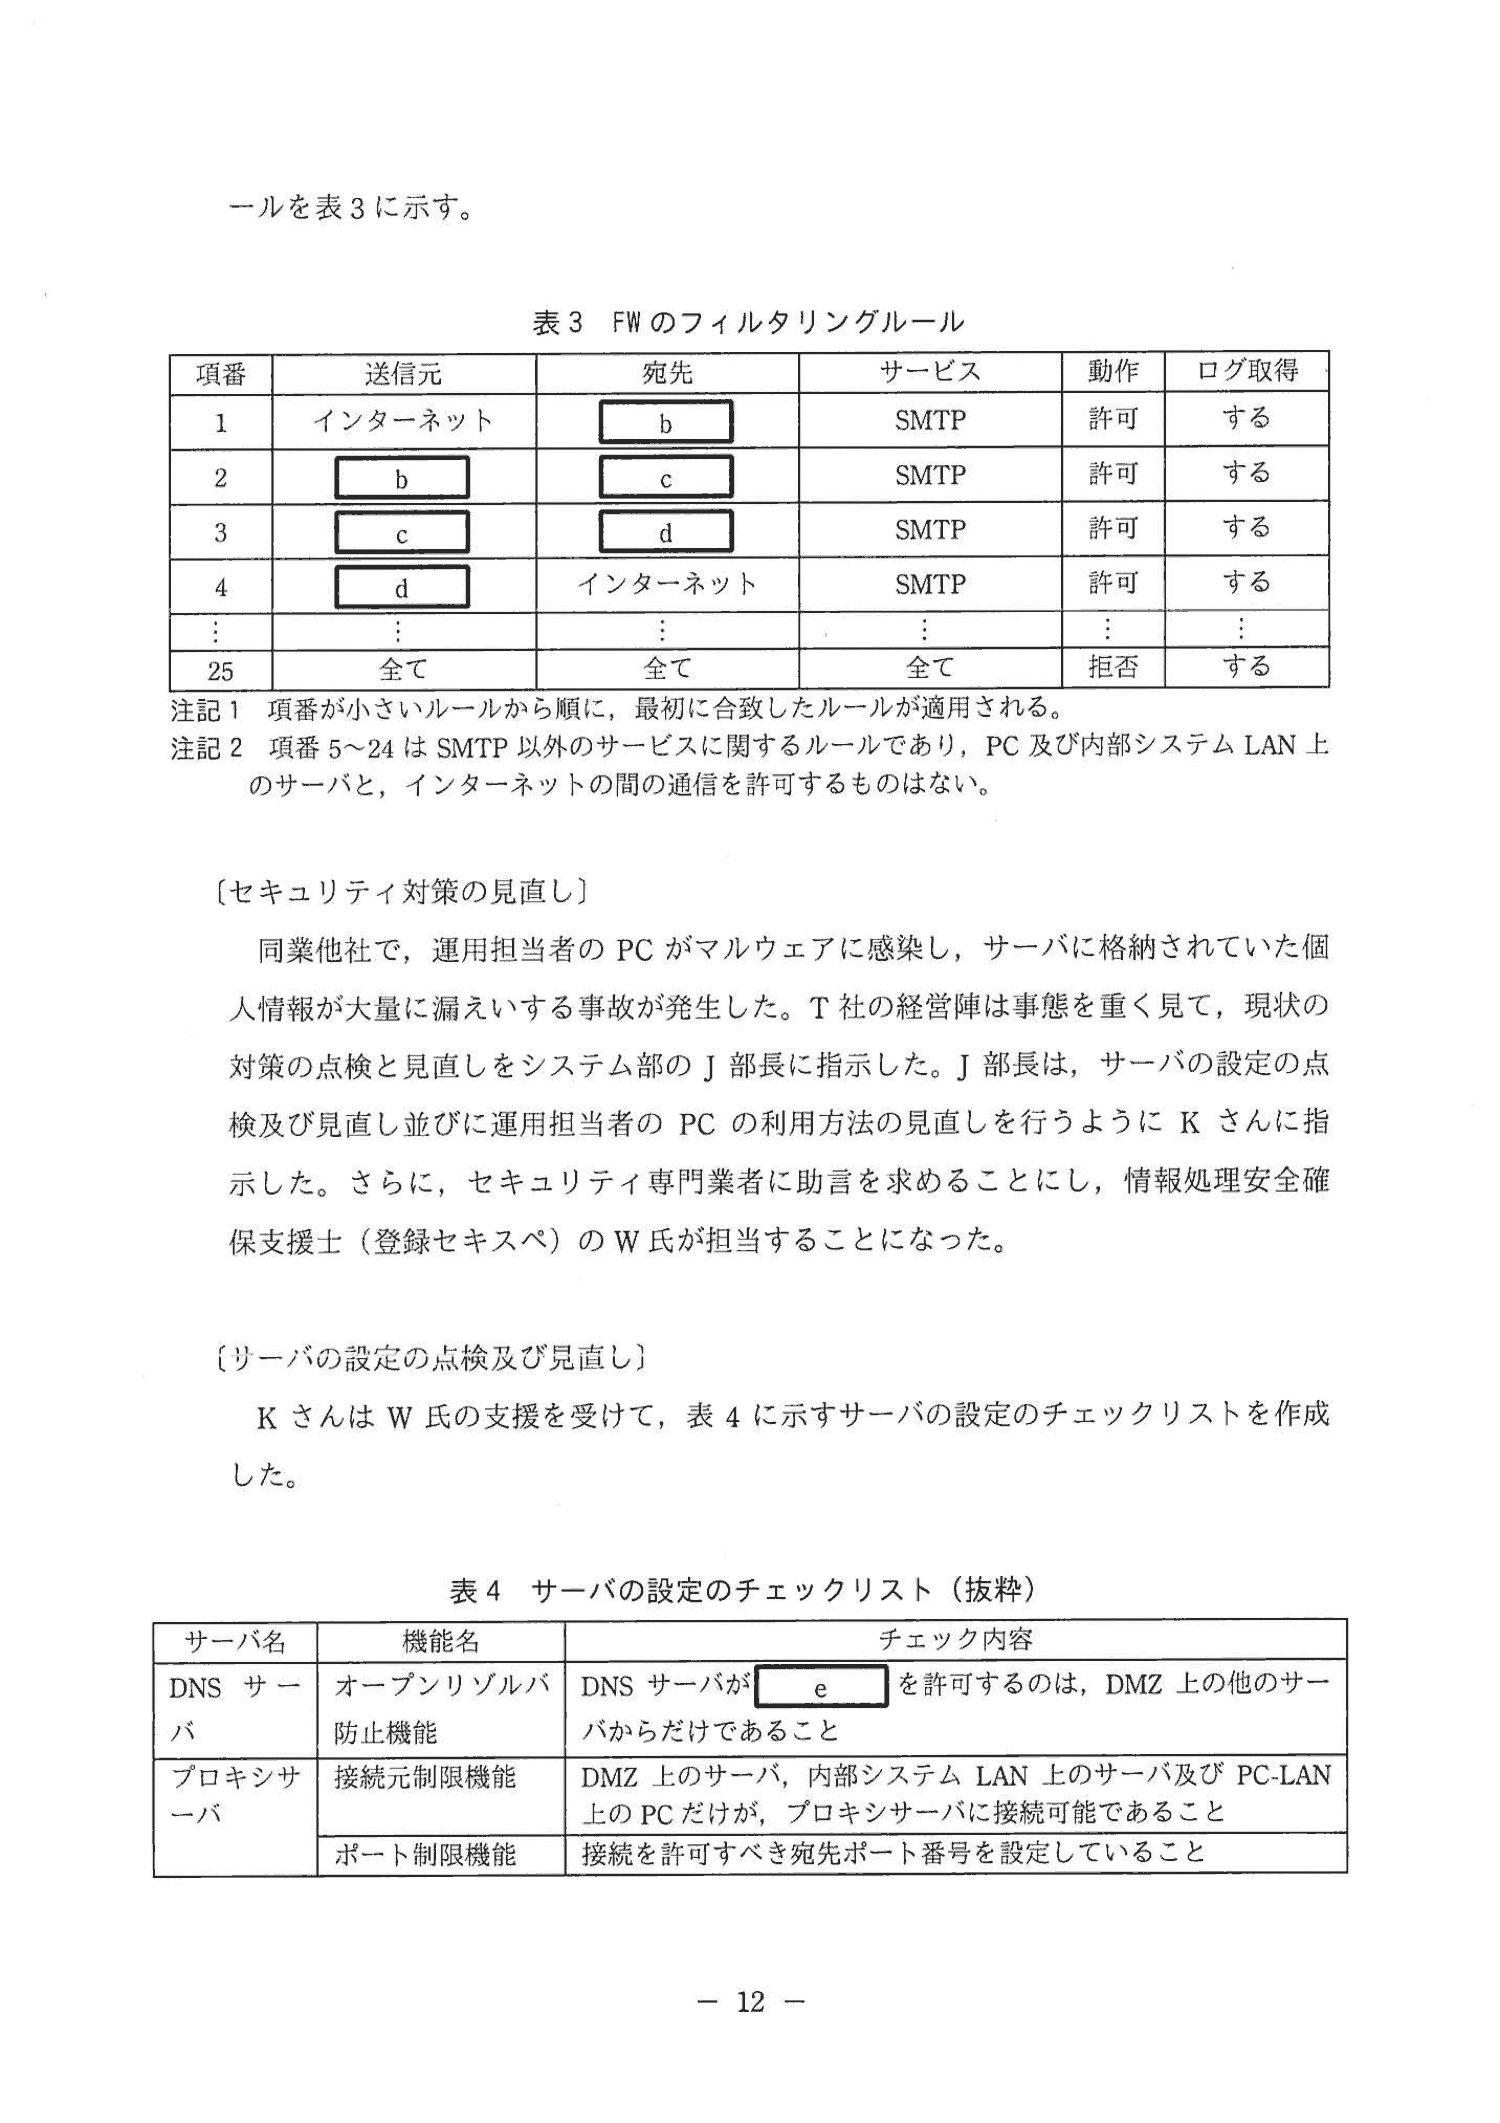 ールを表3に示す。
表3　FWのフィルタリングルール
項番 送信元 宛先 サービス 動作 ログ取得
1 インターネット b SMTP 許可 する
2 b c SMTP 許可 する
3 c d SMTP 許可 する
4 d インターネット SMTP 許可 する
⋮ ⋮ ⋮ ⋮ ⋮ ⋮
25 全て 全て 全て 拒否 する
注記1　項番が小さいルールから順に，最初に合致したルールが適用される。
注記2　項番5～24はSMTP以外のサービスに関するルールであり，PC及び内部システムLAN上
のサーバと，インターネットの間の通信を許可するものはない。
〔セキュリティ対策の見直し〕
同業他社で，運用担当者のPCがマルウェアに感染し，サーバに格納されていた個
人情報が大量に漏えいする事故が発生した。T社の経営陣は事態を重く見て，現状の
対策の点検と見直しをシステム部のJ部長に指示した。J部長は，サーバの設定の点
検及び見直し並びに運用担当者のPCの利用方法の見直しを行うようにKさんに指
示した。さらに，セキュリティ専門業者に助言を求めることにし，情報処理安全確
保支援士（登録セキスペ）のW氏が担当することになった。
〔サーバの設定の点検及び見直し〕
KさんはW氏の支援を受けて，表4に示すサーバの設定のチェックリストを作成
した。
表4　サーバの設定のチェックリスト（抜粋）
サーバ名 機能名 チェック内容
DNSサー オープンリゾルバ DNSサーバが e を許可するのは，DMZ上の他のサー
バ 防止機能 バからだけであること
プロキシサ 接続元制限機能 DMZ上のサーバ，内部システムLAN上のサーバ及びPC-LAN
ーバ 上のPCだけが，プロキシサーバに接続可能であること
ポート制限機能 接続を許可すべき宛先ポート番号を設定していること
－ 12 －